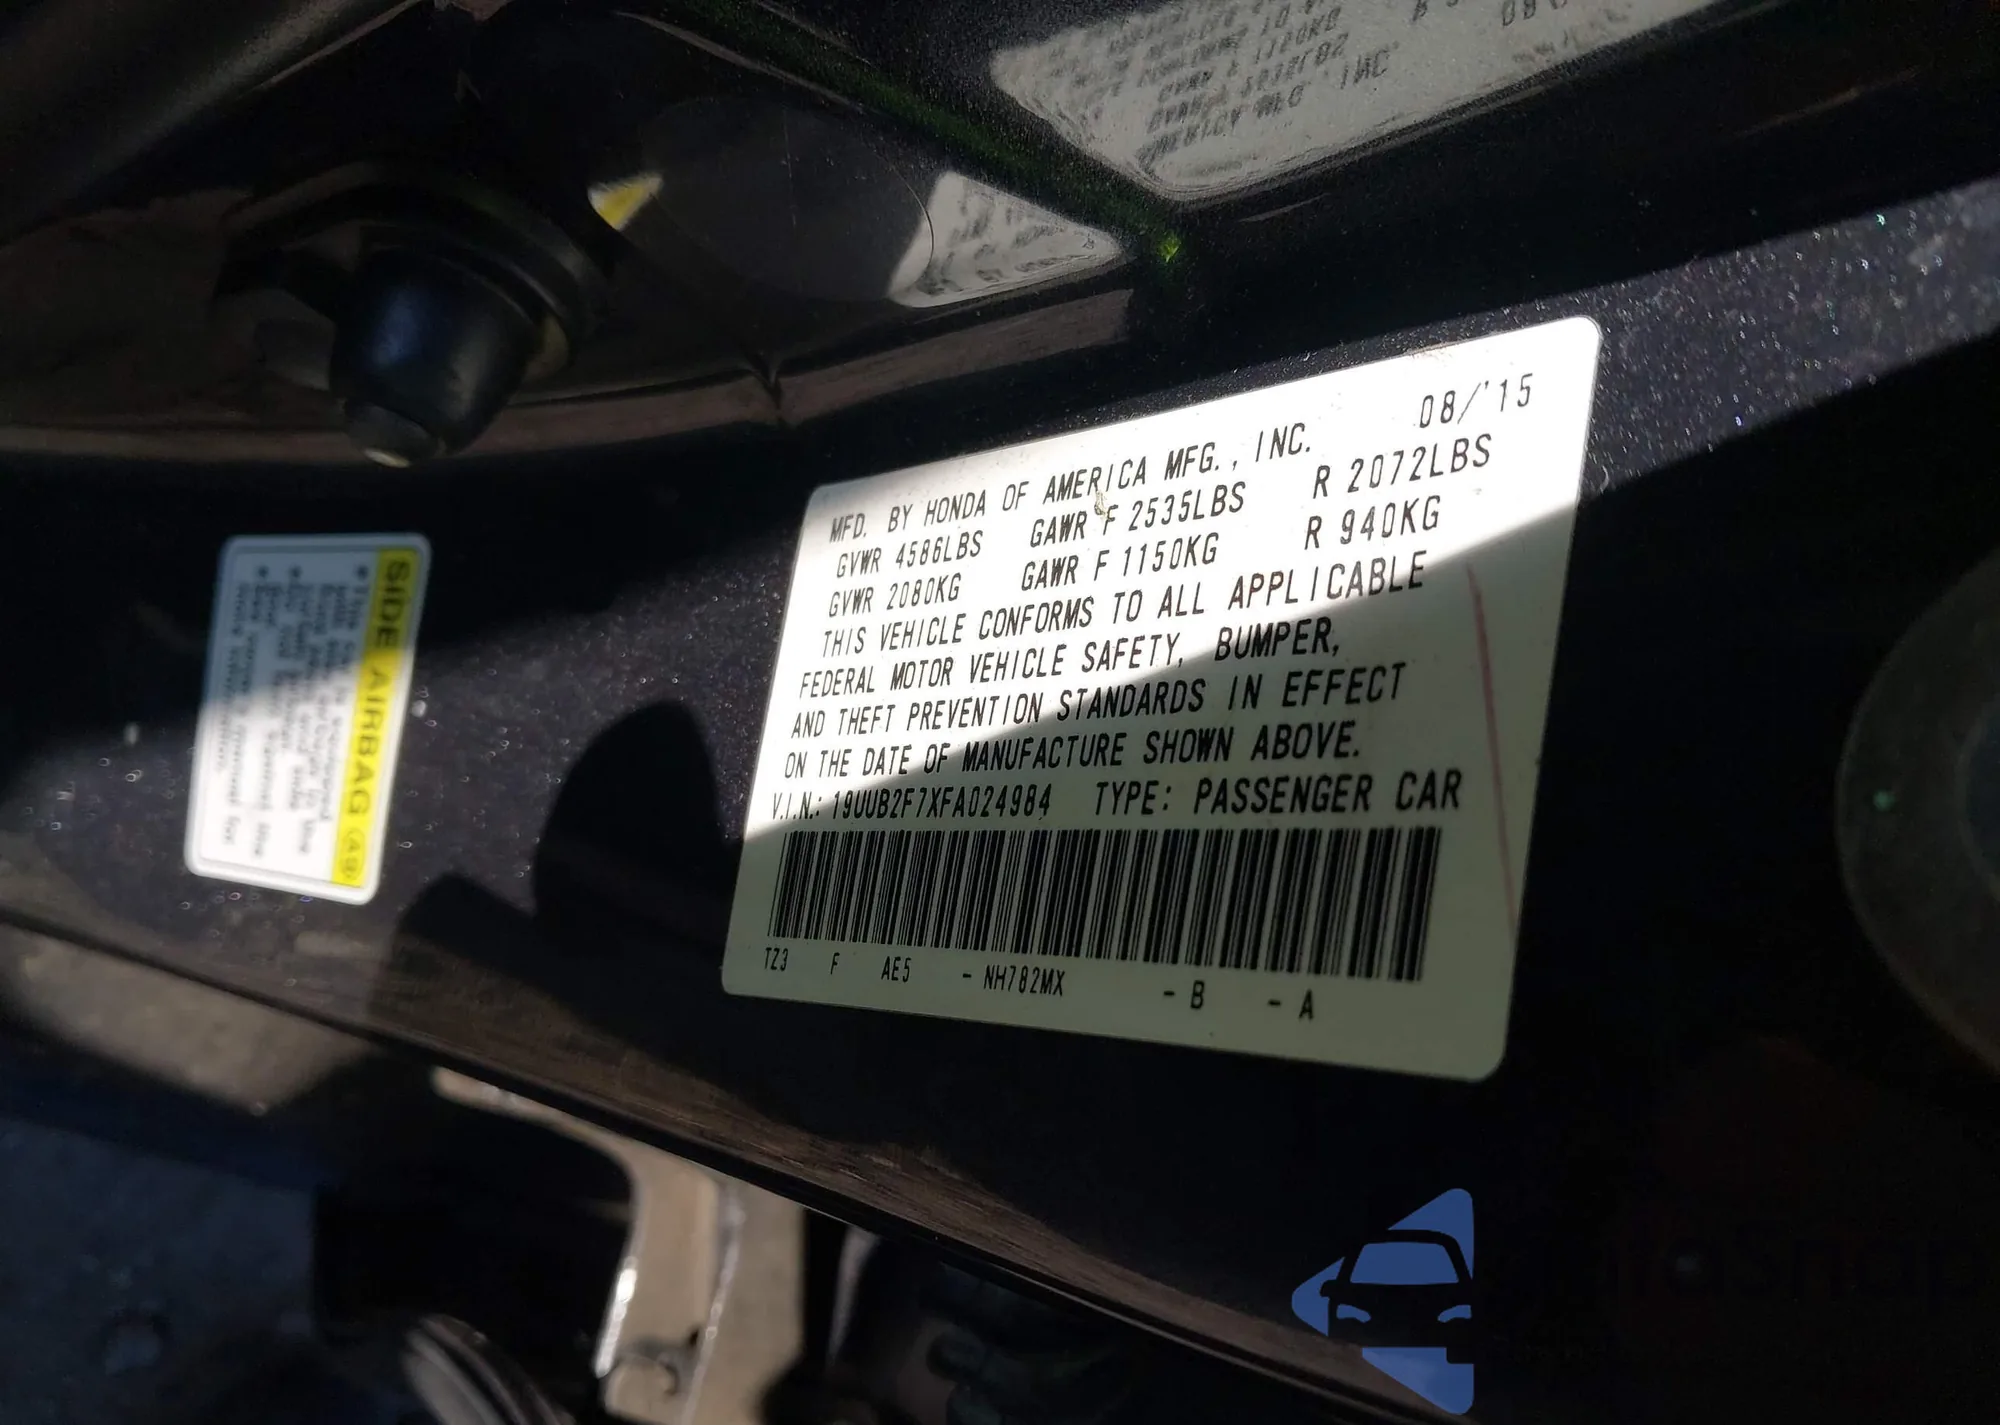 08/'15
MFD. BY HONDA OF AMERICA MFG., INC.
GVWR 4586LBS GAWR F 2535LBS R 2072LBS
GVWR 2080KG GAWR F 1150KG R 940KG
THIS VEHICLE CONFORMS TO ALL APPLICABLE
FEDERAL MOTOR VEHICLE SAFETY, BUMPER,
AND THEFT PREVENTION STANDARDS IN EFFECT
ON THE DATE OF MANUFACTURE SHOWN ABOVE.
V.I.N.: 19UUB2F7XFA024984 TYPE: PASSENGER CAR
TZ3 F AE5 - NH782MX - B - A
SIDE AIRBAG